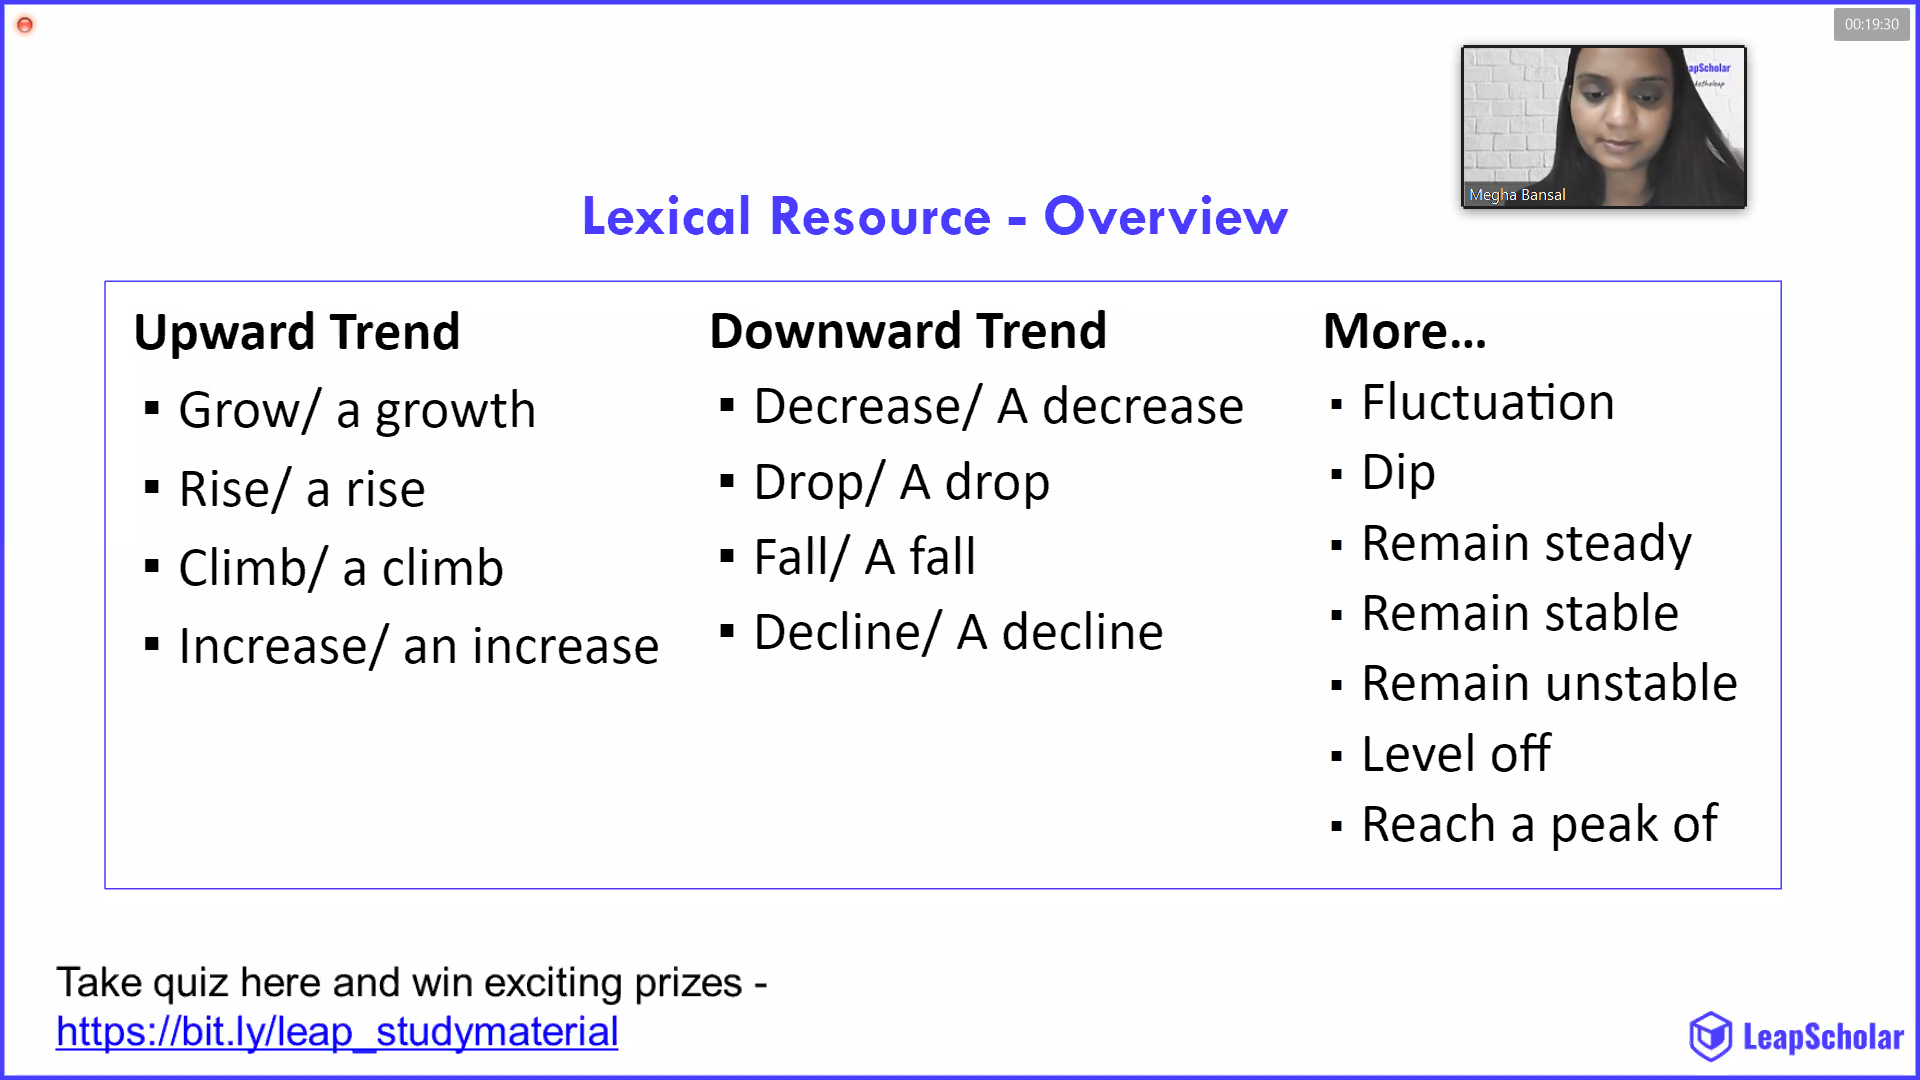 00:19:30
apScholar
Megha Bansal
Lexical Resource - Overview
Upward Trend
▪ Grow/ a growth
▪ Rise/ a rise
▪ Climb/ a climb
▪ Increase/ an increase
Downward Trend
▪ Decrease/ A decrease
▪ Drop/ A drop
▪ Fall/ A fall
▪ Decline/ A decline
More...
▪ Fluctuation
▪ Dip
▪ Remain steady
▪ Remain stable
▪ Remain unstable
▪ Level off
▪ Reach a peak of
Take quiz here and win exciting prizes -
https://bit.ly/leap_studymaterial
LeapScholar